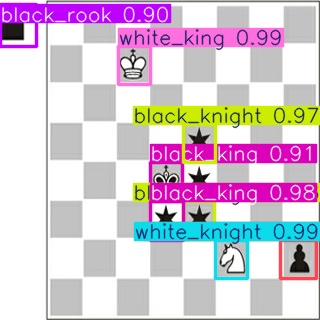 black_rook 0.90
white_king 0.99
black_knight 0.97
black_king 0.91
black_king 0.98
white_knight 0.99